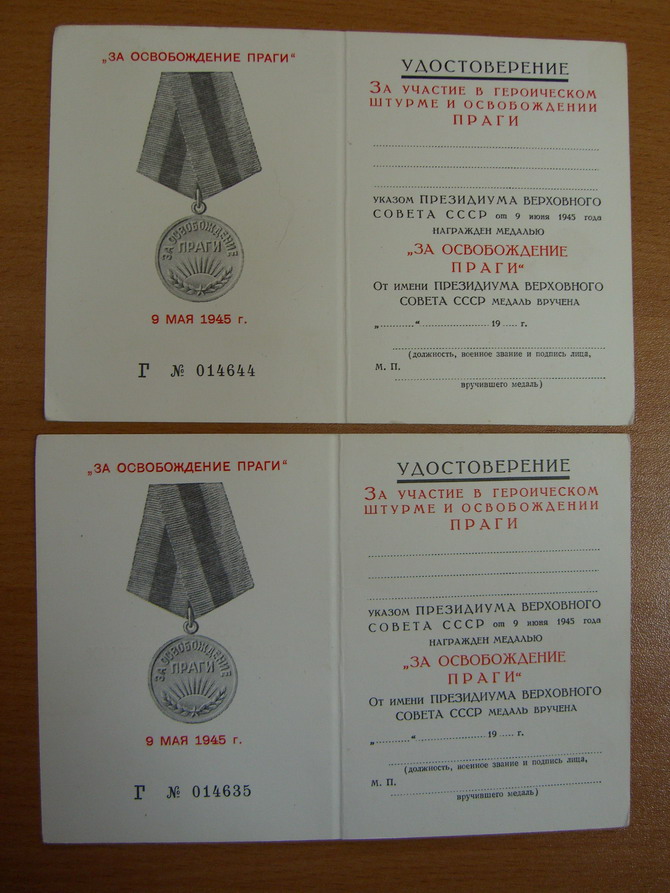 „ЗА ОСВОБОЖДЕНИЕ ПРАГИ“
ЗА ОСВОБОЖДЕНИЕ
ПРАГИ
9 МАЯ 1945 г.
Г № 014644
УДОСТОВЕРЕНИЕ
ЗА УЧАСТИЕ В ГЕРОИЧЕСКОМ
ШТУРМЕ И ОСВОБОЖДЕНИИ
ПРАГИ
УКАЗОМ ПРЕЗИДИУМА ВЕРХОВНОГО
СОВЕТА СССР от 9 июня 1945 года
НАГРАЖДЕН МЕДАЛЬЮ
„ЗА ОСВОБОЖДЕНИЕ
ПРАГИ“
От имени ПРЕЗИДИУМА ВЕРХОВНОГО
СОВЕТА СССР МЕДАЛЬ ВРУЧЕНА
„..........“ .................... 19 ..... г.
(должность, военное звание и подпись лица,
М. П.
вручившего медаль)
„ЗА ОСВОБОЖДЕНИЕ ПРАГИ“
ЗА ОСВОБОЖДЕНИЕ
ПРАГИ
9 МАЯ 1945 г.
Г № 014635
УДОСТОВЕРЕНИЕ
ЗА УЧАСТИЕ В ГЕРОИЧЕСКОМ
ШТУРМЕ И ОСВОБОЖДЕНИИ
ПРАГИ
УКАЗОМ ПРЕЗИДИУМА ВЕРХОВНОГО
СОВЕТА СССР от 9 июня 1945 года
НАГРАЖДЕН МЕДАЛЬЮ
„ЗА ОСВОБОЖДЕНИЕ
ПРАГИ“
От имени ПРЕЗИДИУМА ВЕРХОВНОГО
СОВЕТА СССР МЕДАЛЬ ВРУЧЕНА
„..........“ .................... 19 ..... г.
(должность, военное звание и подпись лица,
М. П.
вручившего медаль)